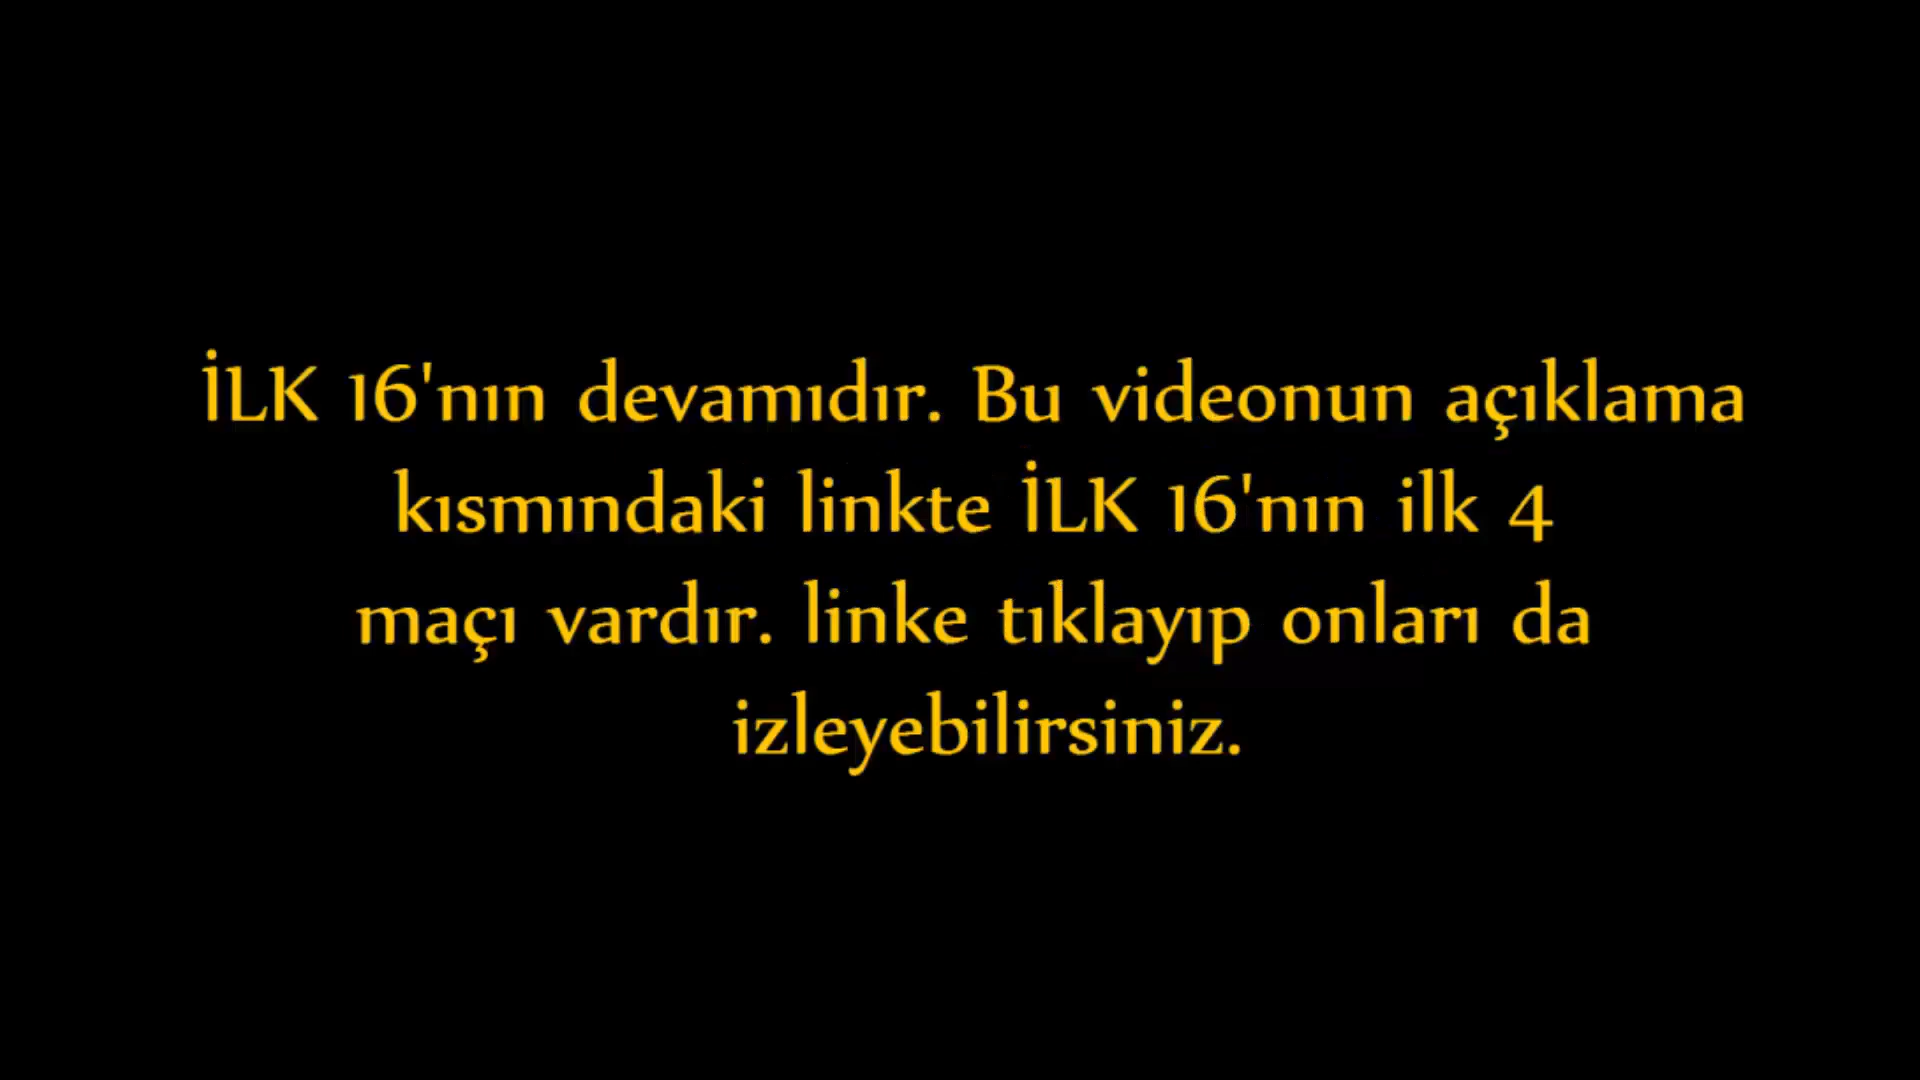 İLK 16'nın devamıdır. Bu videonun açıklama
kısmındaki linkte İLK 16'nın ilk 4
maçı vardır. linke tıklayıp onları da
izleyebilirsiniz.